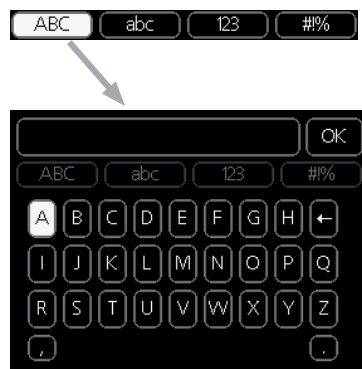 ABC abc 123 #!%
OK
ABC abc 123 #!%
A B C D E F G H ←
I J K L M N O P Q
R S T U V W X Y Z
, .